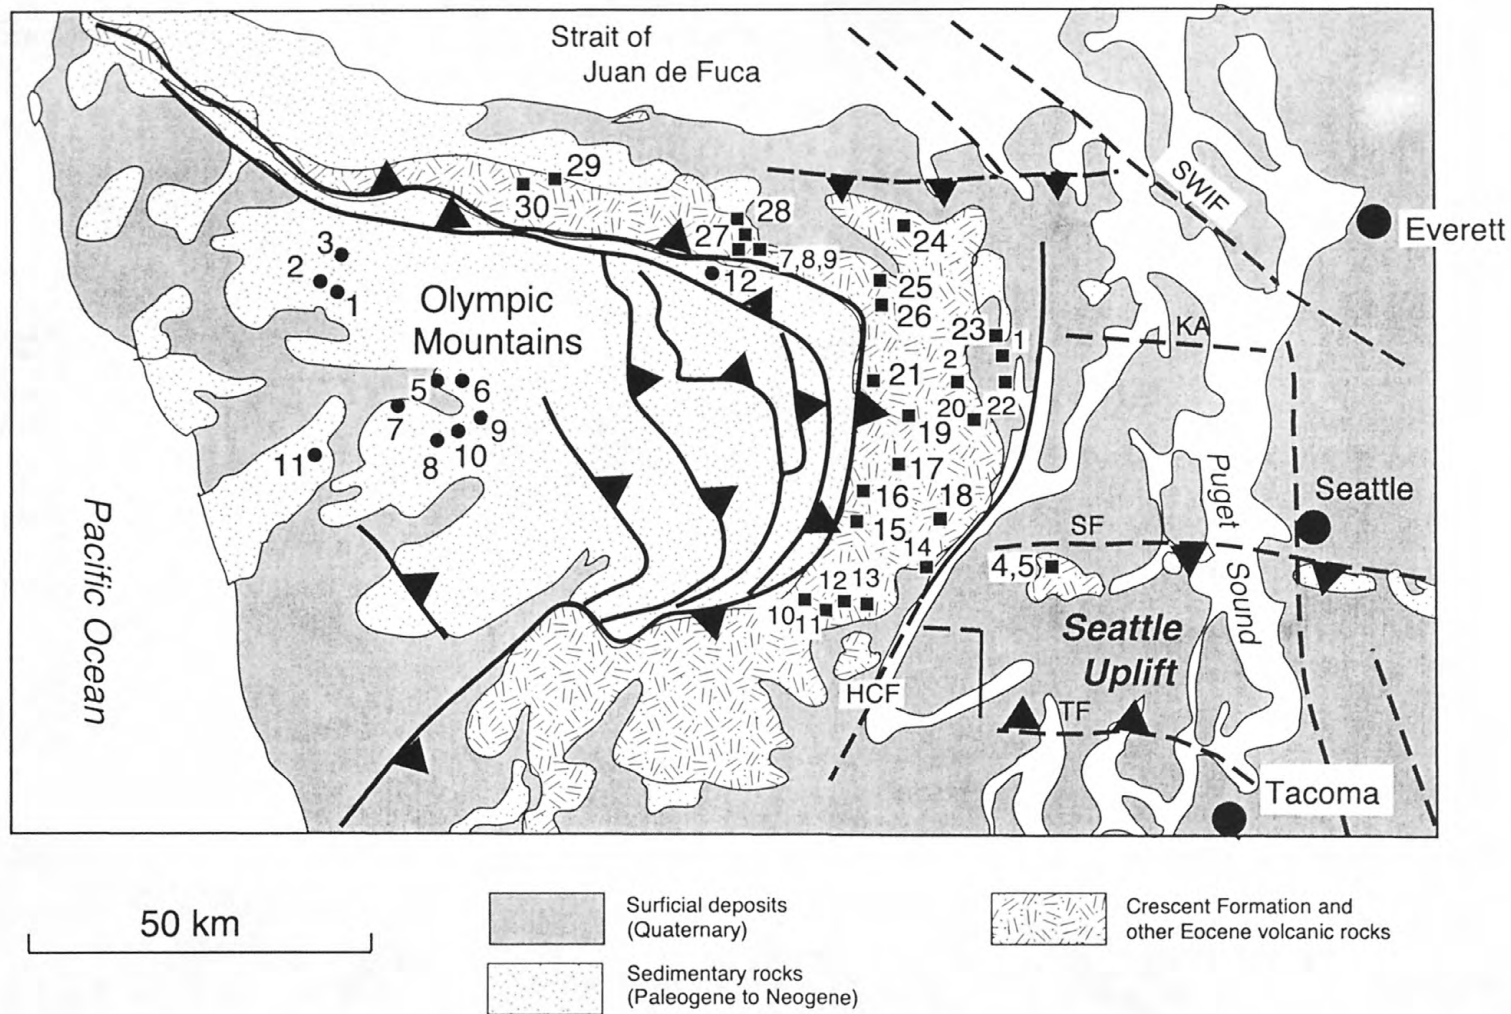 Strait of
Juan de Fuca
29
30
28
27
7,8,9
24
SWIF
Everett
3
2
1
12
25
26
Olympic
Mountains
23
1
KA
5
6
21
2
22
7
9
20
19
8
10
11
17
16
18
15
Puget
Sound
Seattle
SF
14
4,5
Pacific Ocean
12
13
10
11
Seattle
Uplift
HCF
TF
Tacoma
50 km
Surficial deposits
(Quaternary)
Crescent Formation and
other Eocene volcanic rocks
Sedimentary rocks
(Paleogene to Neogene)